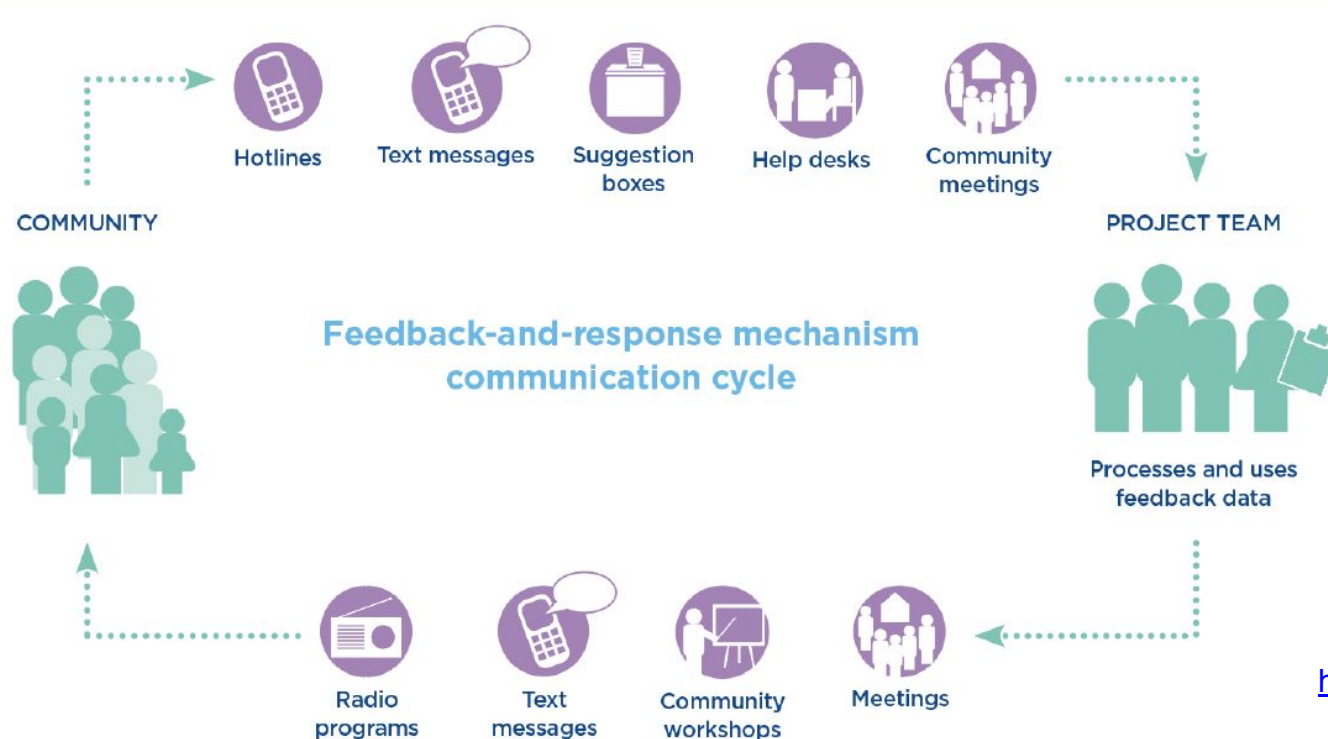 Hotlines
Text messages
Suggestion
boxes
Help desks
Community
meetings
COMMUNITY
PROJECT TEAM
Feedback-and-response mechanism
communication cycle
Processes and uses
feedback data
Radio
programs
Text
messages
Community
workshops
Meetings
h